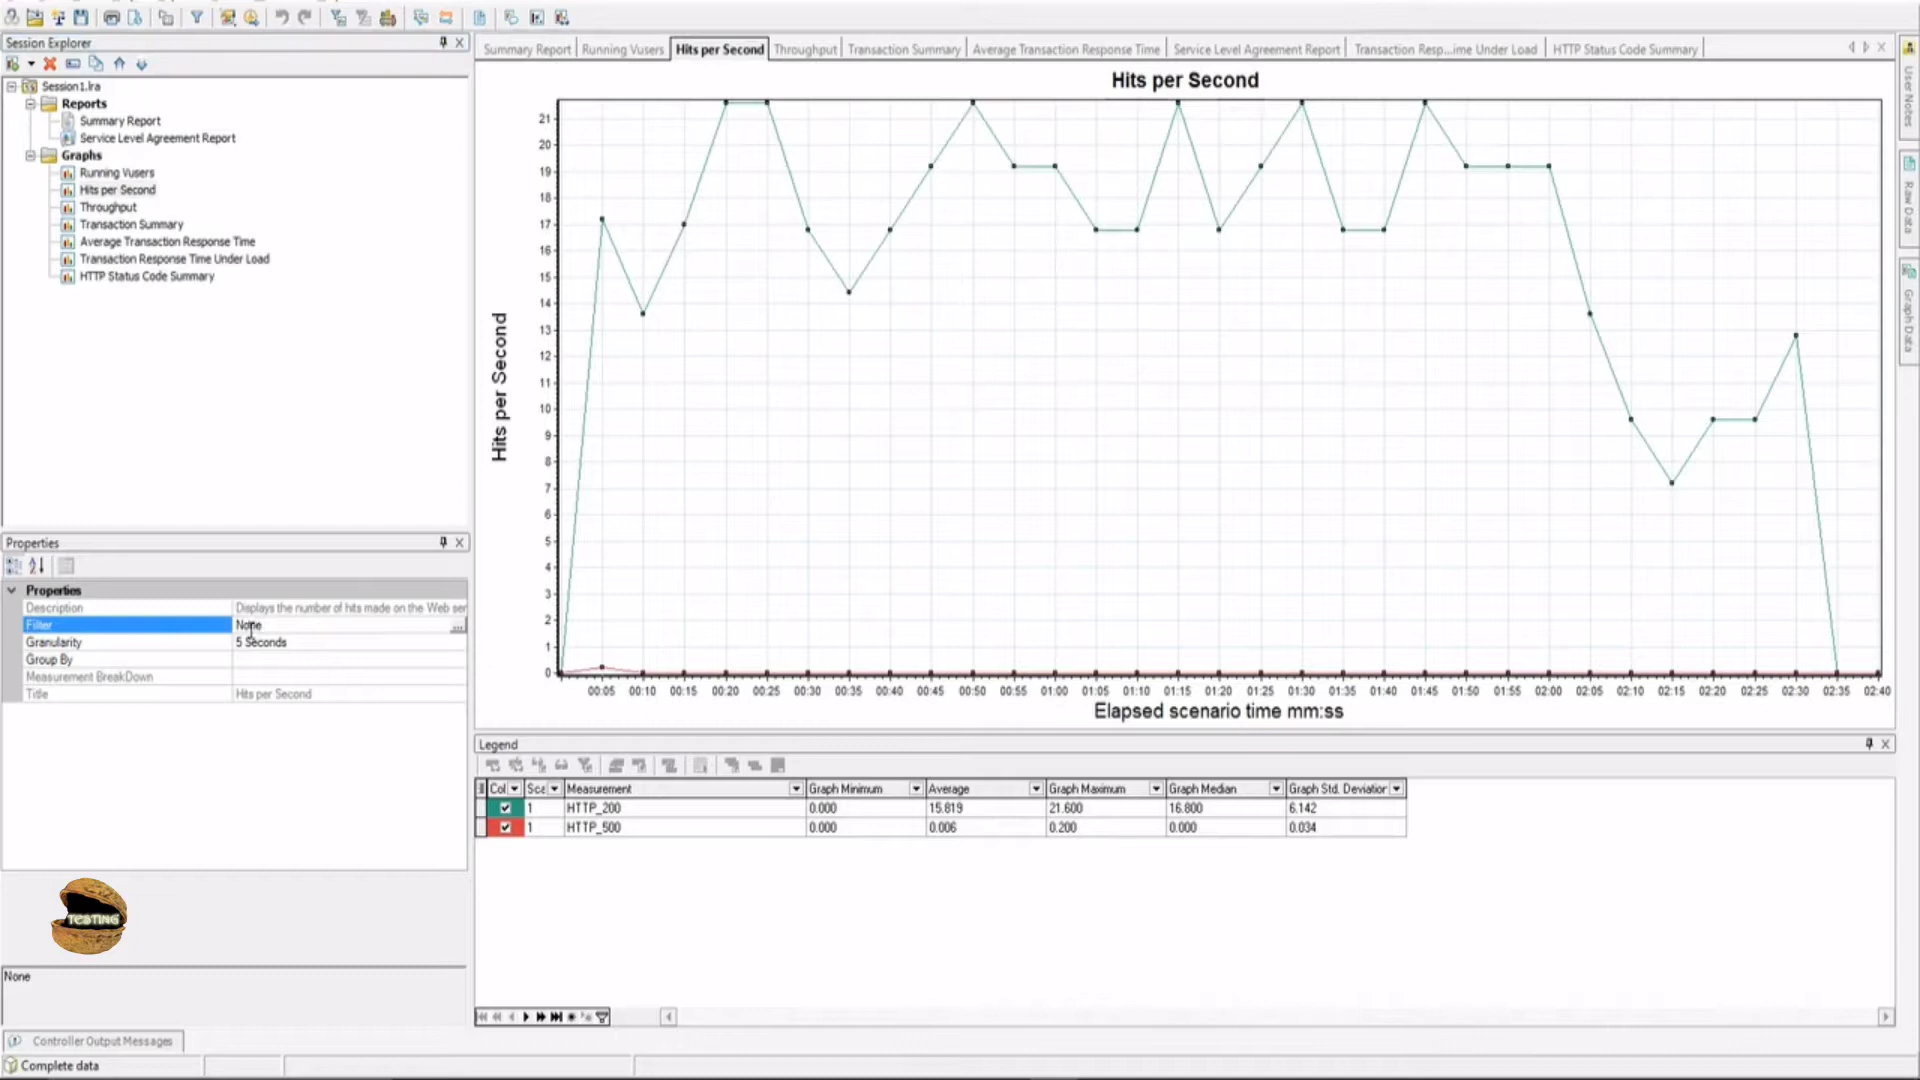 Session Explorer
Session1.lra
Reports
Summary Report
Service Level Agreement Report
Graphs
Running Vusers
Hits per Second
Throughput
Transaction Summary
Average Transaction Response Time
Transaction Response Time Under Load
HTTP Status Code Summary
Properties
Properties
Description Displays the number of hits made on the Web ser
Filter None ...
Granularity 5 Seconds
Group By
Measurement BreakDown
Title Hits per Second
TESTING
None
Controller Output Messages
Complete data
Summary Report Running Vusers Hits per Second Throughput Transaction Summary Average Transaction Response Time Service Level Agreement Report Transaction Resp...ime Under Load HTTP Status Code Summary
Hits per Second
Hits per Second
21
20
19
18
17
16
15
14
13
12
11
10
9
8
7
6
5
4
3
2
1
0
00:05 00:10 00:15 00:20 00:25 00:30 00:35 00:40 00:45 00:50 00:55 01:00 01:05 01:10 01:15 01:20 01:25 01:30 01:35 01:40 01:45 01:50 01:55 02:00 02:05 02:10 02:15 02:20 02:25 02:30 02:35 02:40
Elapsed scenario time mm:ss
Legend
Col Sca Measurement Graph Minimum Average Graph Maximum Graph Median Graph Std. Deviation
1 HTTP_200 0.000 15.819 21.600 16.800 6.142
1 HTTP_500 0.000 0.006 0.200 0.000 0.034
User Notes
Raw Data
Graph Data